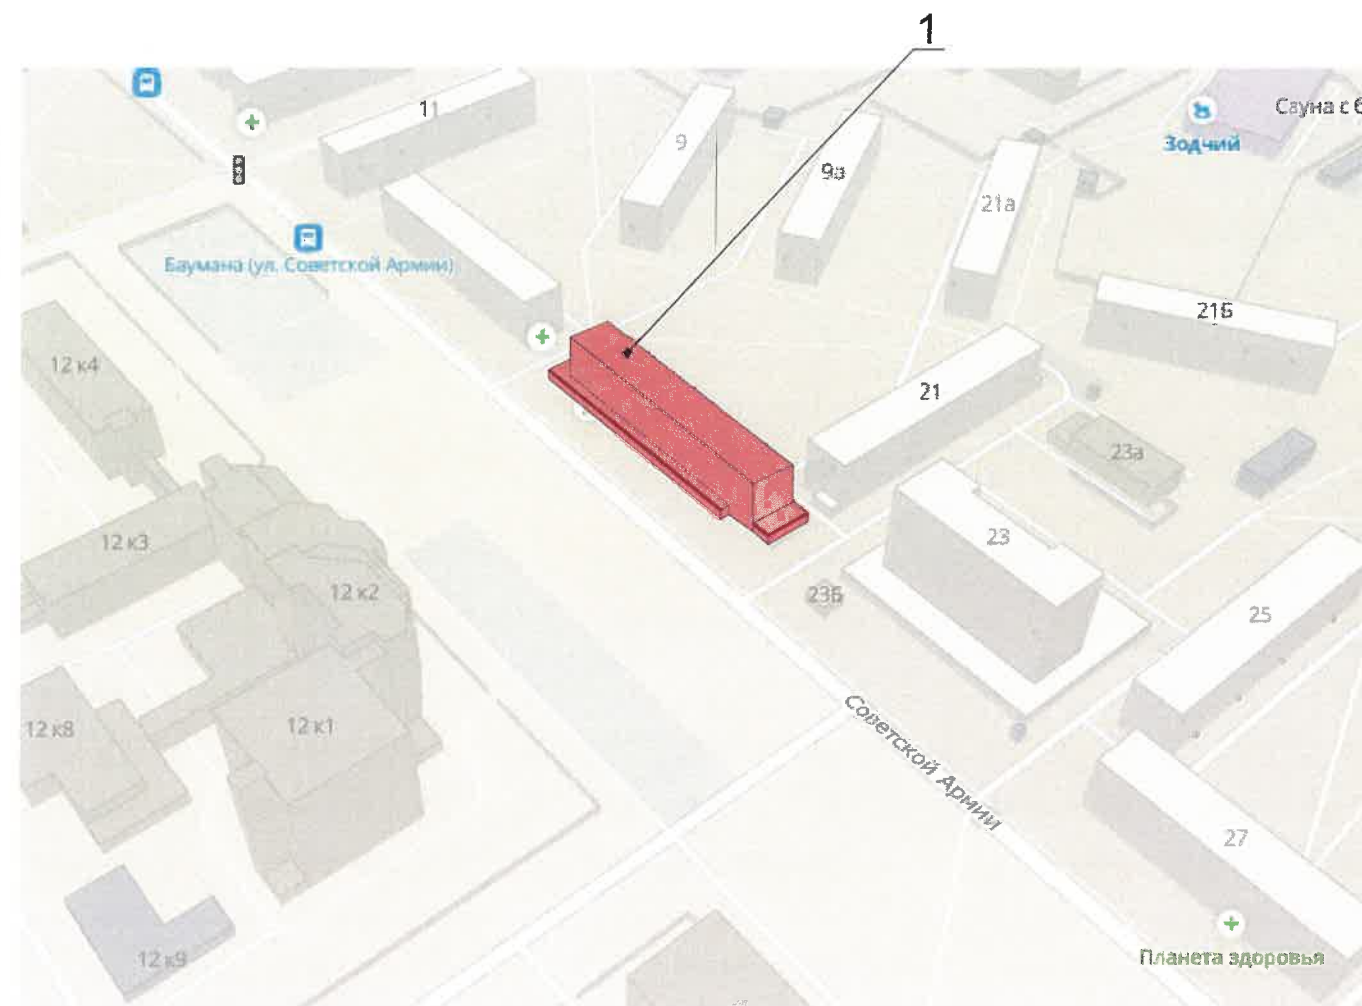 1
11
9
9а
21а
Зодчий
Сауна с б
Баумана (ул. Советской Армии)
21Б
12 к4
21
23а
12 к3
23
12 к2
23Б
25
12 к8
12 к1
Советской Армии
27
12 к9
Планета здоровья